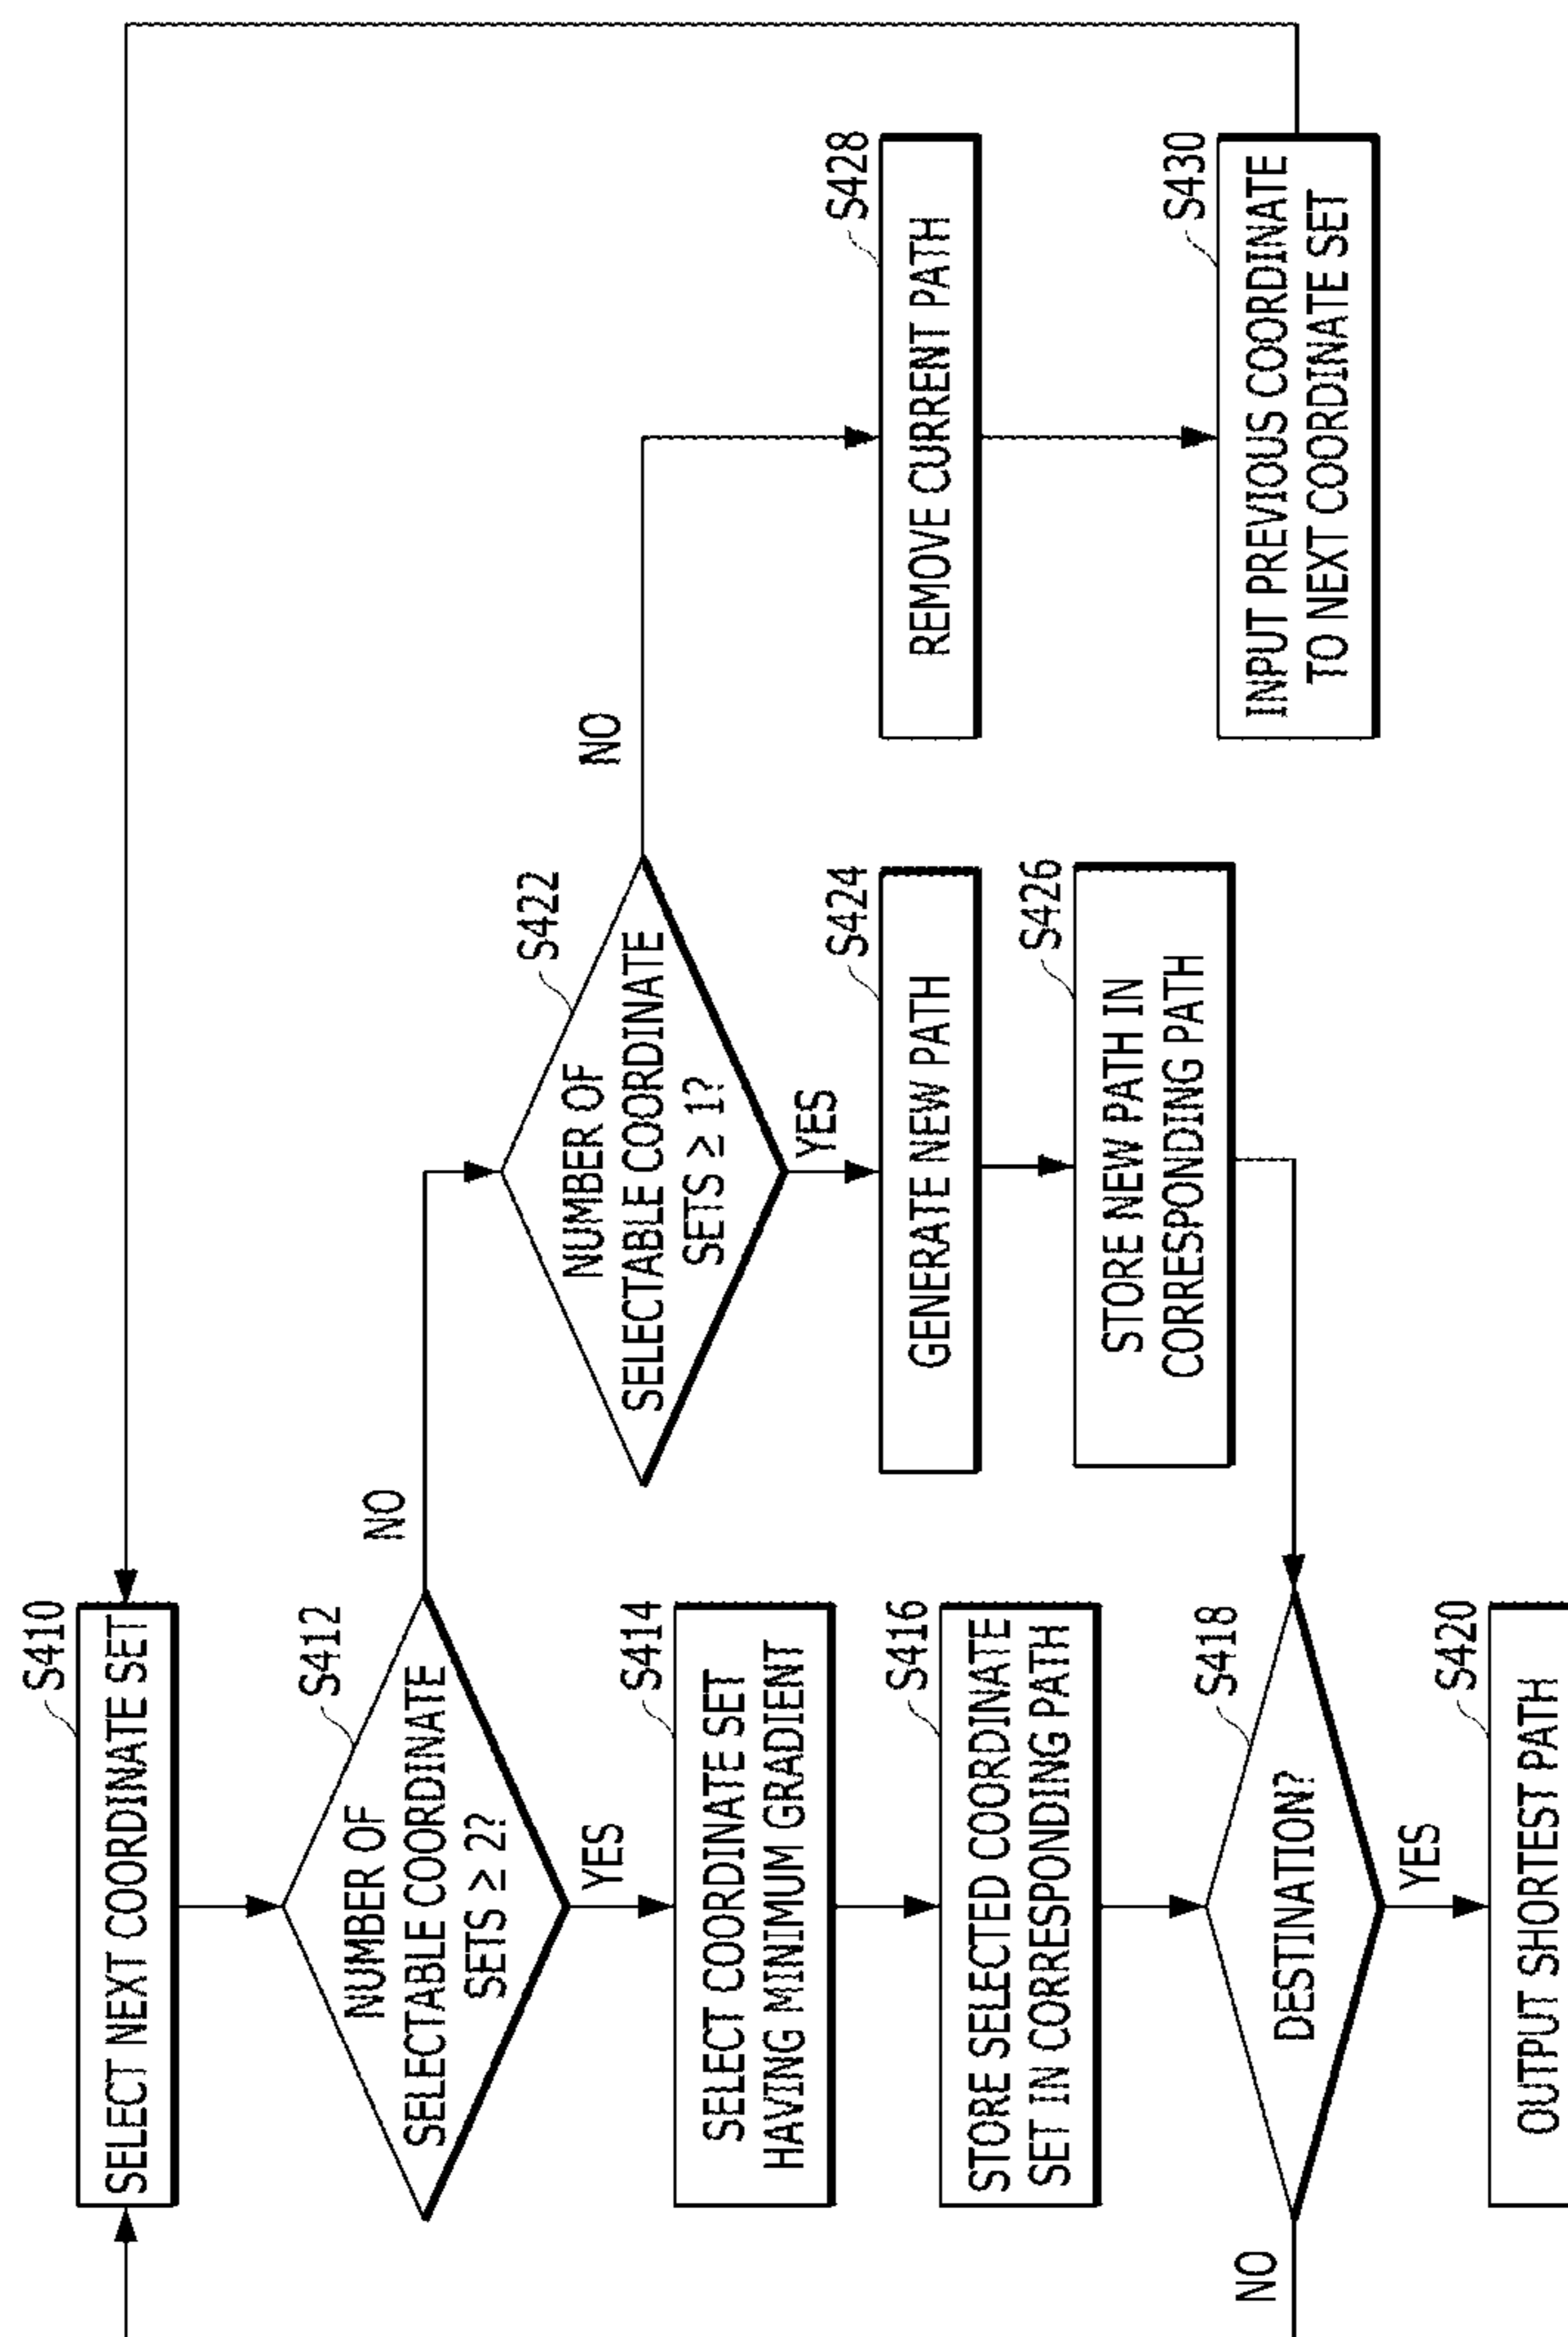 S410
SELECT NEXT COORDINATE SET
S412
NUMBER OF
SELECTABLE COORDINATE
SETS ≥ 2?
NO
YES
S414
SELECT COORDINATE SET
HAVING MINIMUM GRADIENT
S416
STORE SELECTED COORDINATE
SET IN CORRESPONDING PATH
S418
DESTINATION?
NO
YES
S420
OUTPUT SHORTEST PATH
S422
NUMBER OF
SELECTABLE COORDINATE
SETS ≥ 1?
NO
YES
S424
GENERATE NEW PATH
S426
STORE NEW PATH IN
CORRESPONDING PATH
S428
REMOVE CURRENT PATH
S430
INPUT PREVIOUS COORDINATE
TO NEXT COORDINATE SET